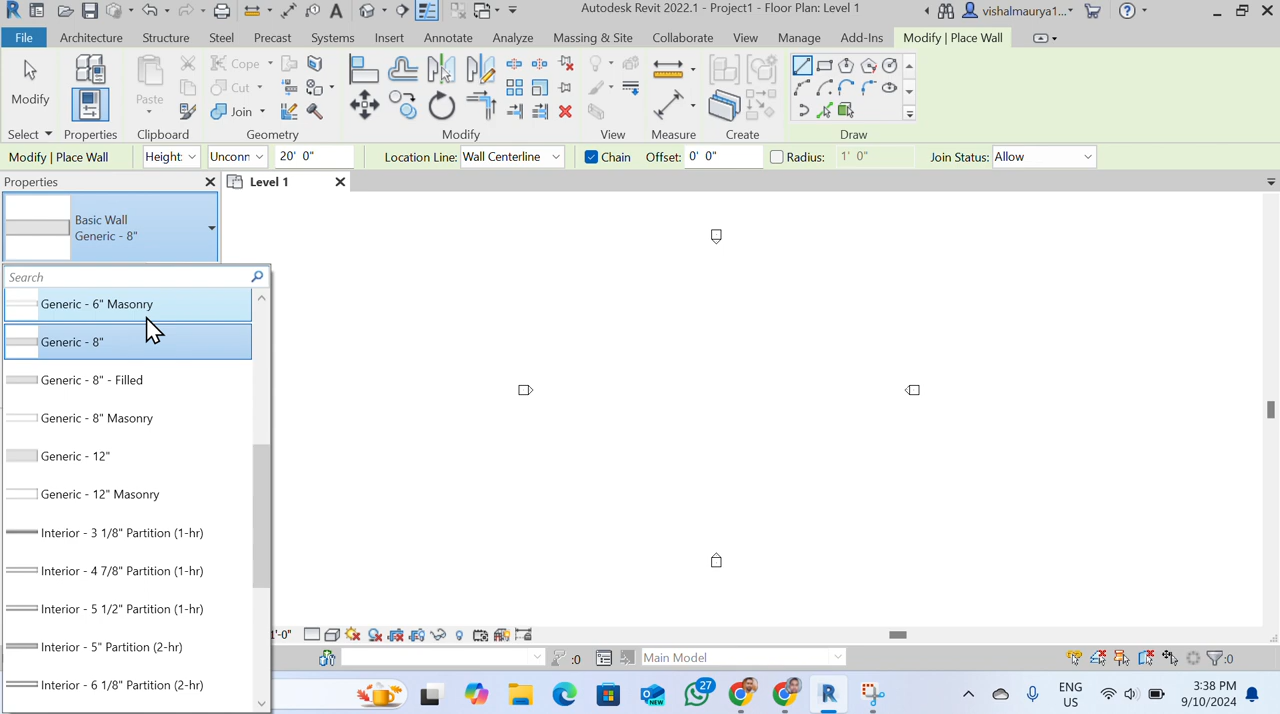 Autodesk Revit 2022.1 - Project1 - Floor Plan: Level 1
vishalmaurya1...
File Architecture Structure Steel Precast Systems Insert Annotate Analyze Massing & Site Collaborate View Manage Add-Ins Modify | Place Wall
Modify
Paste
Cope
Cut
Join
Select Properties Clipboard Geometry Modify View Measure Create Draw
Modify | Place Wall Height: Uconn 20' 0" Location Line: Wall Centerline Chain Offset: 0' 0" Radius: 1' 0" Join Status: Allow
Properties
Level 1
Basic Wall
Generic - 8"
Search
Generic - 6" Masonry
Generic - 8"
Generic - 8" - Filled
Generic - 8" Masonry
Generic - 12"
Generic - 12" Masonry
Interior - 3 1/8" Partition (1-hr)
Interior - 4 7/8" Partition (1-hr)
Interior - 5 1/2" Partition (1-hr)
Interior - 5" Partition (2-hr)
Interior - 6 1/8" Partition (2-hr)
'-0"
:0
Main Model
:0
27
ENG
US
3:38 PM
9/10/2024